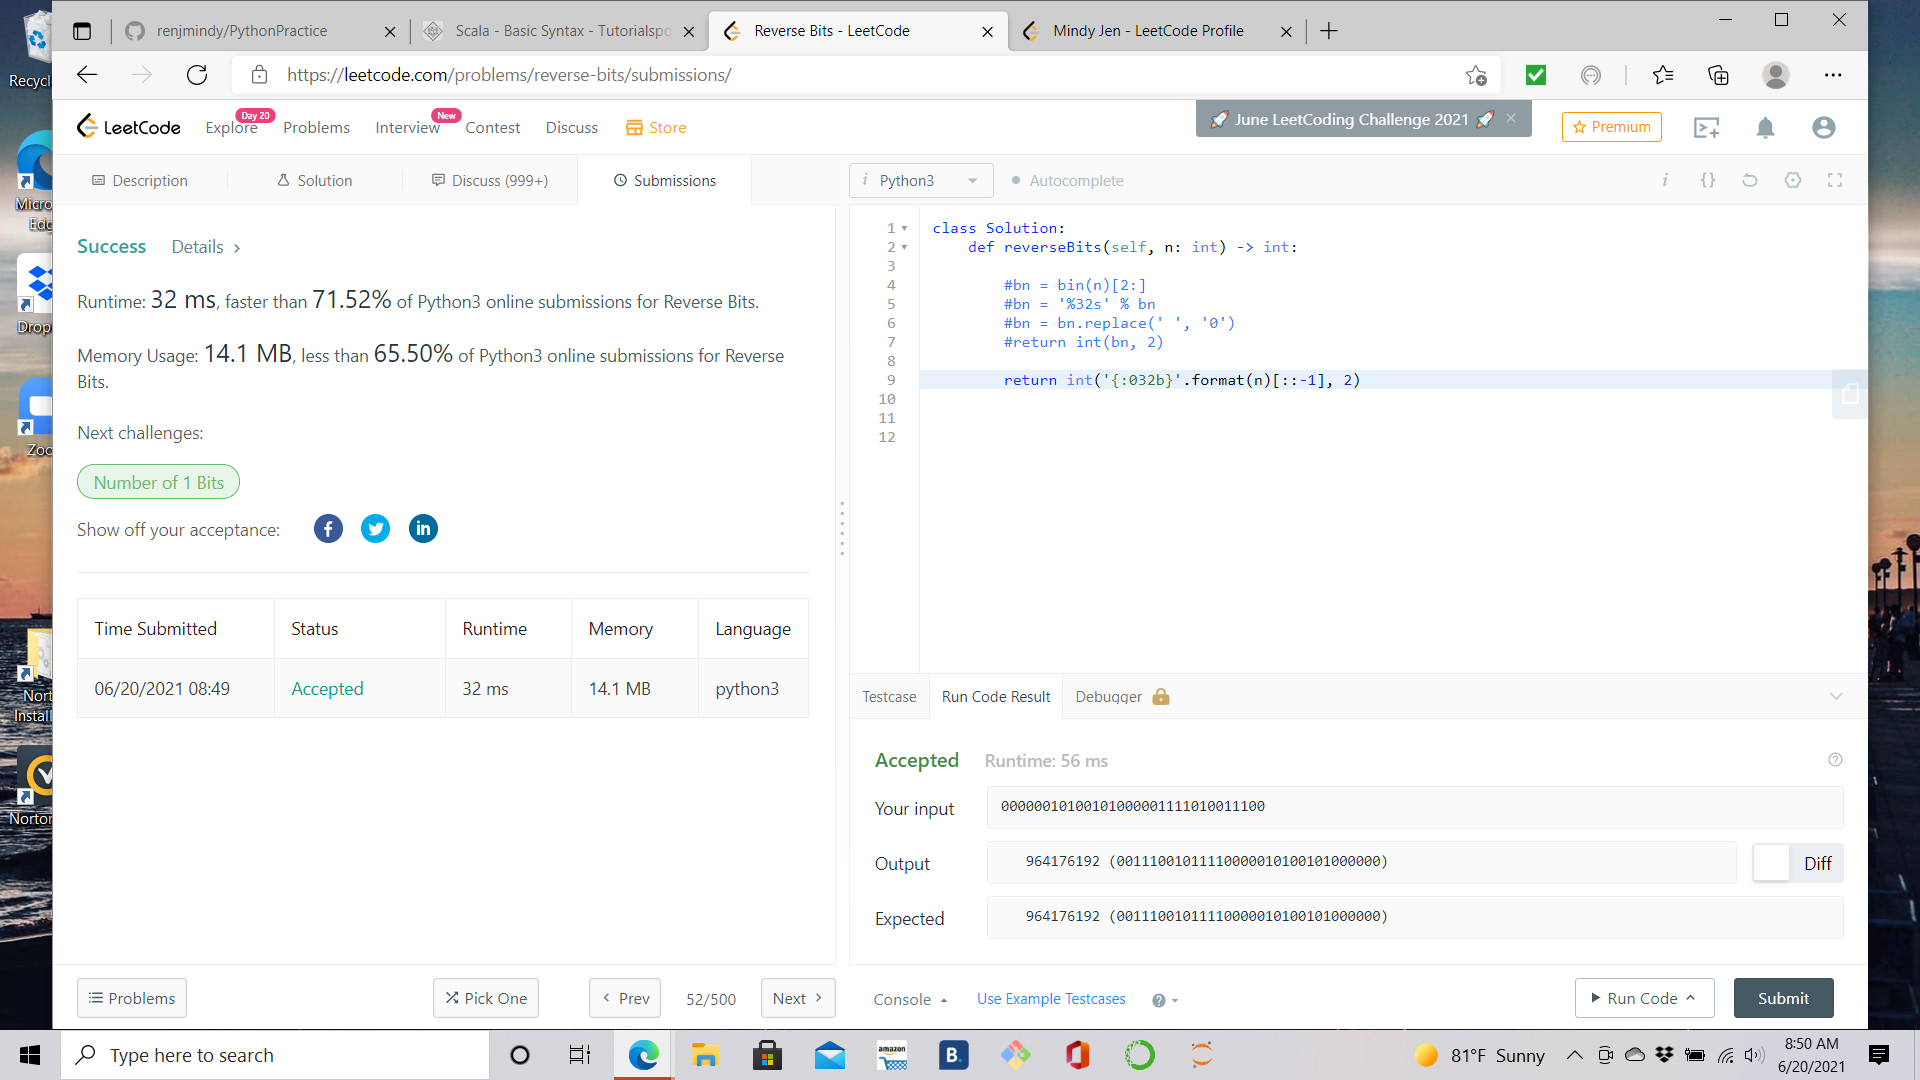 Recycl
renjmindy/PythonPractice
Scala - Basic Syntax - Tutorialspo
Reverse Bits - LeetCode
Mindy Jen - LeetCode Profile
https://leetcode.com/problems/reverse-bits/submissions/
LeetCode
Explore
Day 20
Problems
Interview
New
Contest
Discuss
Store
🚀 June LeetCoding Challenge 2021 🚀
Premium
Description
Solution
Discuss (999+)
Submissions
i Python3
Autocomplete
i
{}
Micro
Edg
Drop
Zoo
Nort
Install
Norton
Success
Details >
Runtime: 32 ms, faster than 71.52% of Python3 online submissions for Reverse Bits.
Memory Usage: 14.1 MB, less than 65.50% of Python3 online submissions for Reverse
Bits.
Next challenges:
Number of 1 Bits
Show off your acceptance:
Time Submitted Status Runtime Memory Language
06/20/2021 08:49 Accepted 32 ms 14.1 MB python3
1 class Solution:
2 def reverseBits(self, n: int) -> int:
3
4 #bn = bin(n)[2:]
5 #bn = '%32s' % bn
6 #bn = bn.replace(' ', '0')
7 #return int(bn, 2)
8
9 return int('{:032b}'.format(n)[::-1], 2)
10
11
12
Testcase
Run Code Result
Debugger
Accepted
Runtime: 56 ms
Your input
00000010100101000001111010011100
Output
964176192 (00111001011110000010100101000000)
Diff
Expected
964176192 (00111001011110000010100101000000)
Problems
Pick One
Prev
52/500
Next
Console
Use Example Testcases
Run Code
Submit
Type here to search
amazon
B.
81°F Sunny
8:50 AM
6/20/2021